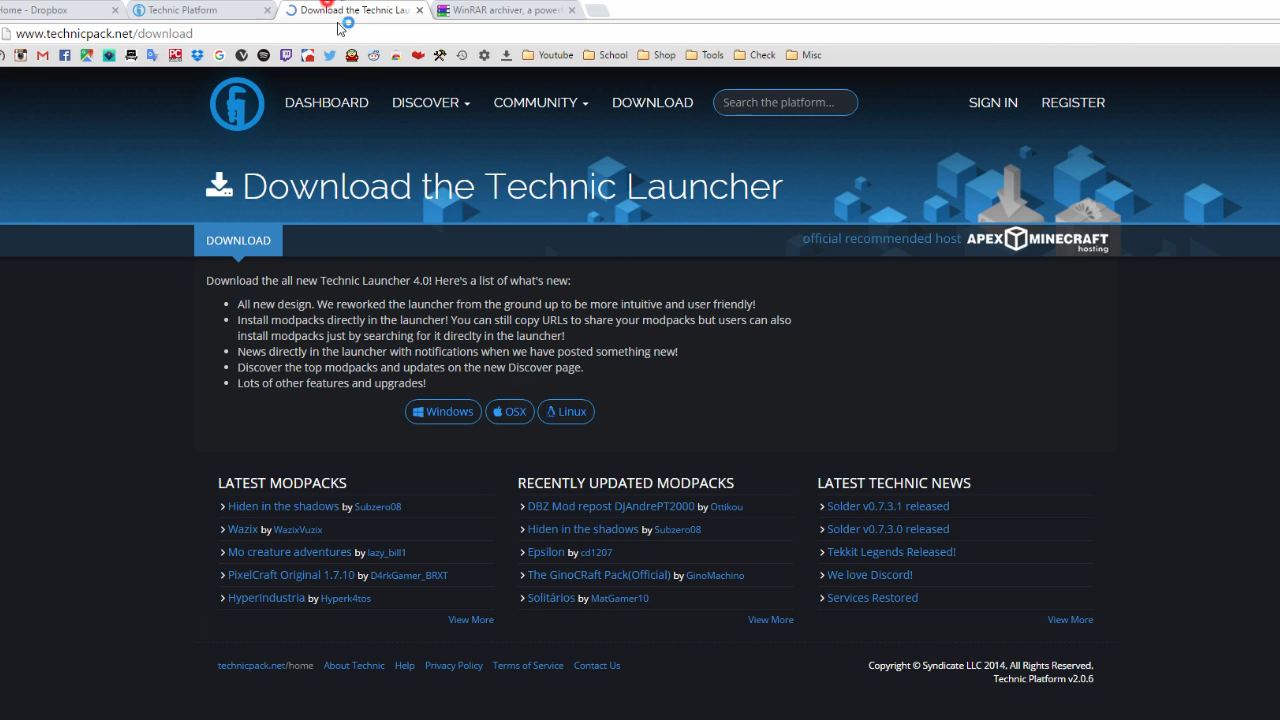 Home - Dropbox
Technic Platform
Download the Technic Lau
WinRAR archiver, a power
www.technicpack.net/download
Youtube
School
Shop
Tools
Check
Misc
DASHBOARD
DISCOVER
COMMUNITY
DOWNLOAD
Search the platform...
SIGN IN
REGISTER
Download the Technic Launcher
DOWNLOAD
official recommended host APEX MINECRAFT hosting
Download the all new Technic Launcher 4.0! Here's a list of what's new:
All new design. We reworked the launcher from the ground up to be more intuitive and user friendly!
Install modpacks directly in the launcher! You can still copy URLs to share your modpacks but users can also
install modpacks just by searching for it direclty in the launcher!
News directly in the launcher with notifications when we have posted something new!
Discover the top modpacks and updates on the new Discover page.
Lots of other features and upgrades!
Windows
OSX
Linux
LATEST MODPACKS
Hiden in the shadows by Subzero08
Wazix by WazixVuzix
Mo creature adventures by lazy_bill1
PixelCraft Original 1.7.10 by D4rkGamer_BRXT
Hyperindustria by Hyperk4tos
View More
RECENTLY UPDATED MODPACKS
DBZ Mod repost DJAndrePT2000 by Ottikou
Hiden in the shadows by Subzero08
Epsilon by cd1207
The GinoCRaft Pack(Official) by GinoMachino
Solitários by MatGamer10
View More
LATEST TECHNIC NEWS
Solder v0.7.3.1 released
Solder v0.7.3.0 released
Tekkit Legends Released!
We love Discord!
Services Restored
View More
technicpack.net/home
About Technic
Help
Privacy Policy
Terms of Service
Contact Us
Copyright © Syndicate LLC 2014. All Rights Reserved.
Technic Platform v2.0.6